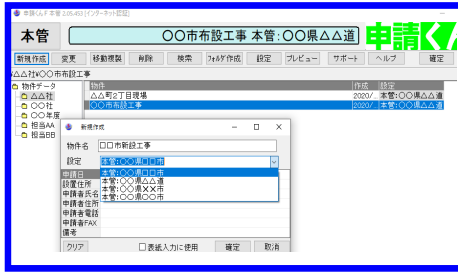 申請くんF 本管 2.05-453 [インターネット認証]
本管 〇〇市布設工事 本管:〇〇県△△道 申請くん
新規作成 変更 移動複製 削除 検索 フォルダ作成 設定 プレビュー サポート ヘルプ 確定
\△△社\〇〇市布設工事
物件データ 物件 作成 設定
△△社 △△町2丁目現場 2020/ 本管:〇〇県△△道
〇〇社 〇〇市布設工事 2020/ 本管:〇〇県△△道
〇〇年度
担当AA
担当BB
新規作成
物件名 □□市新設工事
設定 本管:〇〇県□□市
申請日 本管:〇〇県□□市
設置住所 本管:〇〇県△△道
申請者氏名 本管:〇〇県××市
申請者住所 本管:〇〇県〇〇市
申請者電話
申請者FAX
備考
クリア 表紙入力に使用 確定 取消